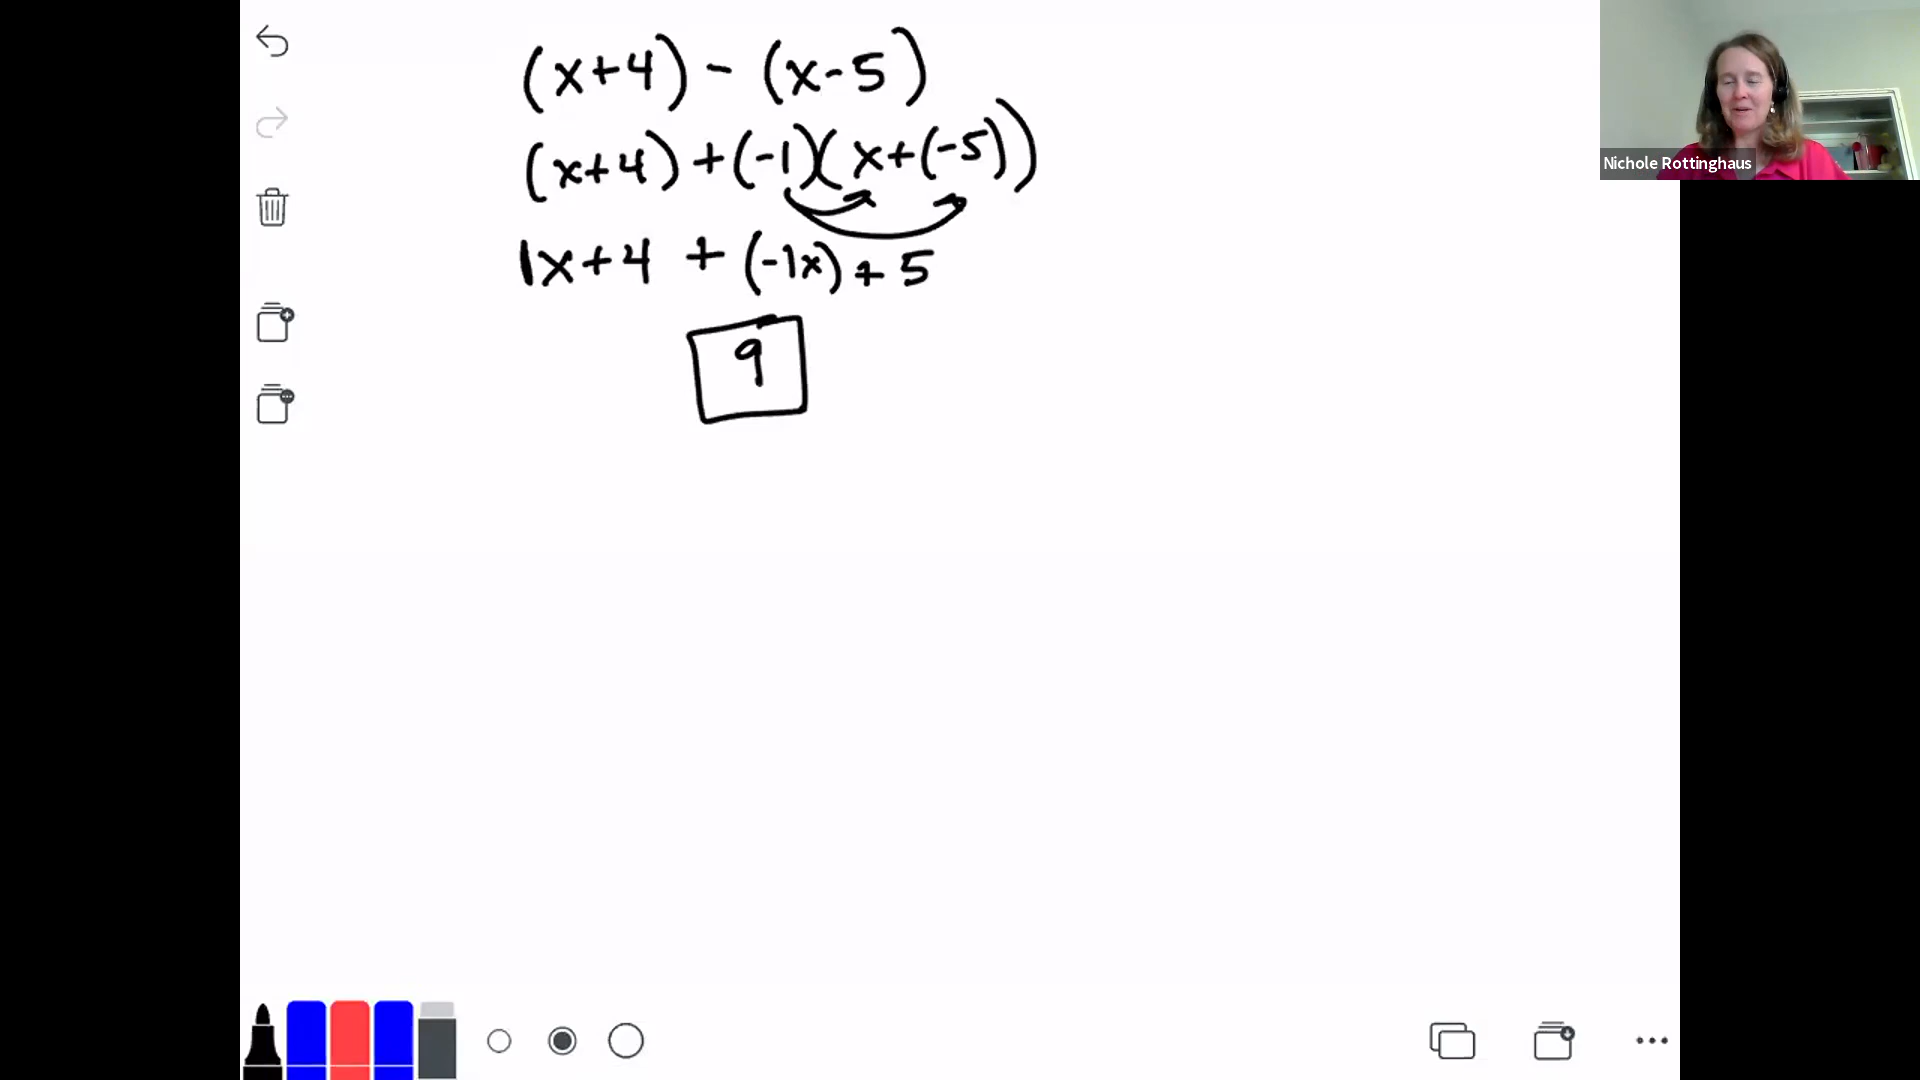 (x+4) - (x-5)
(x+4) + (-1)(x+(-5))
1x+4 + (-1x) + 5
9
Nichole Rottinghaus